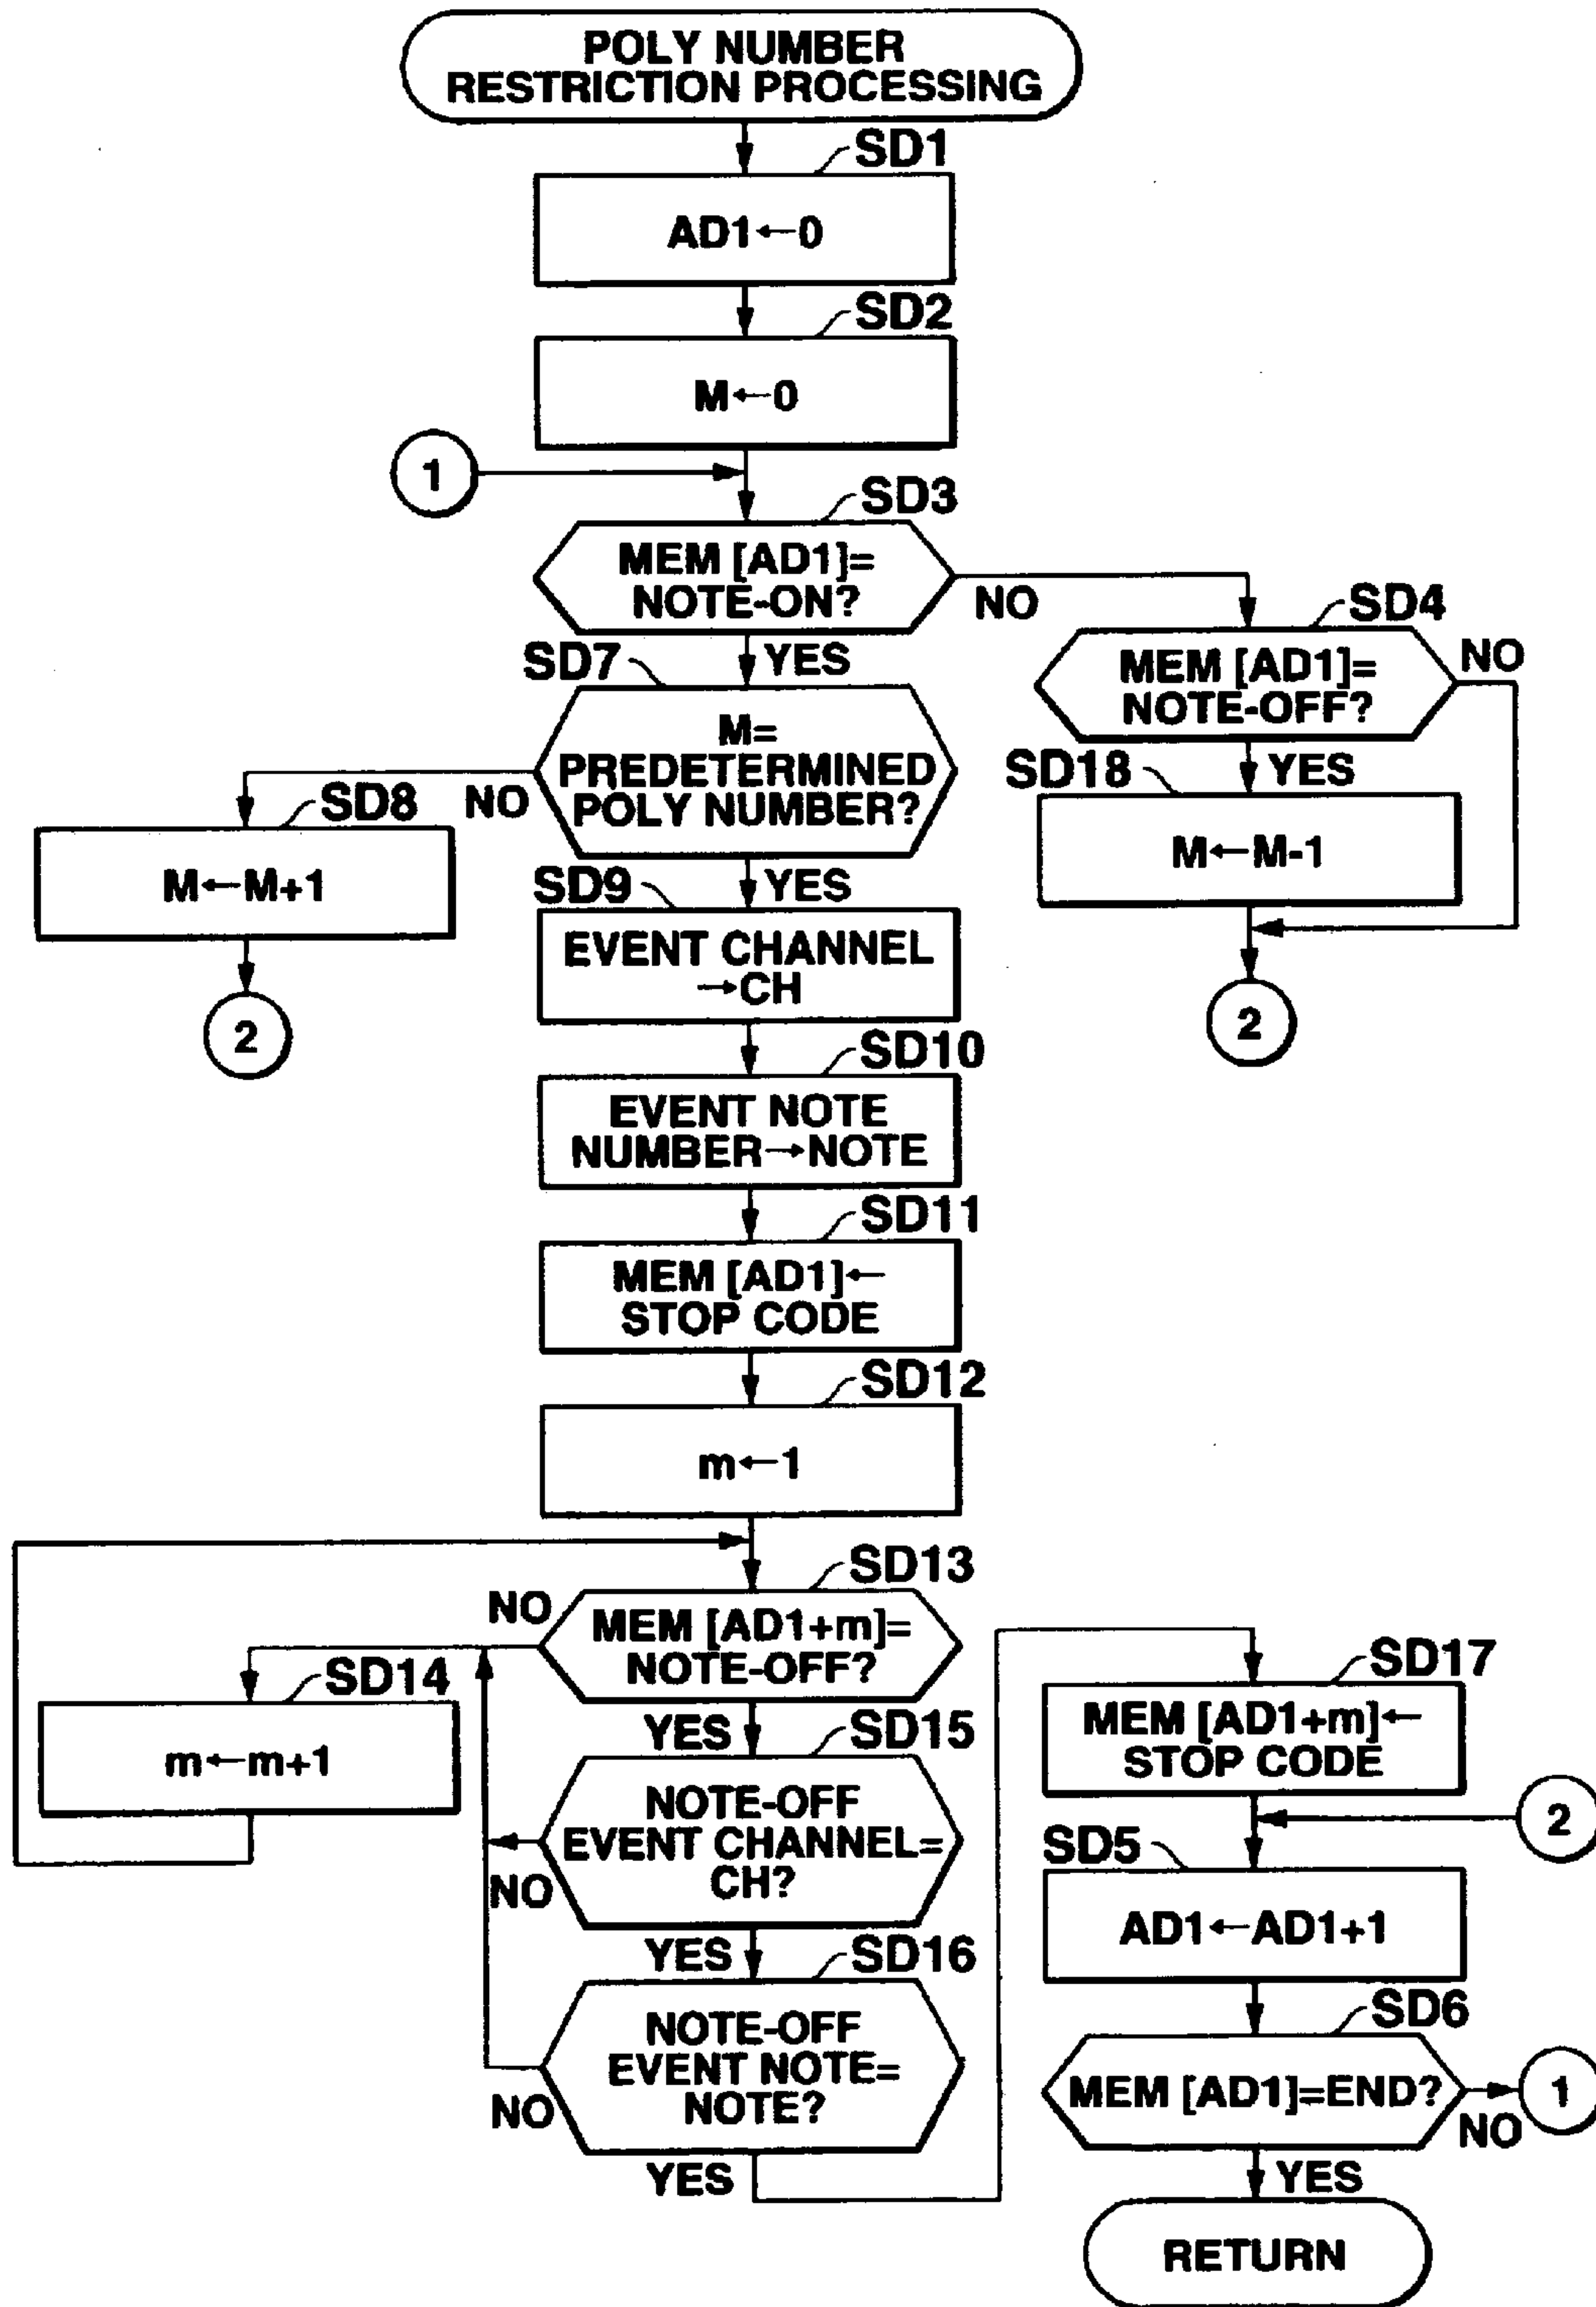 POLY NUMBER
RESTRICTION PROCESSING
SD1
AD1←0
SD2
M←0
1
SD3
MEM [AD1]=
NOTE-ON?
NO
SD4
MEM [AD1]=
NOTE-OFF?
NO
YES
SD18
M←M-1
2
YES
SD7
M=
PREDETERMINED
POLY NUMBER?
NO
SD8
M←M+1
2
YES
SD9
EVENT CHANNEL
→CH
SD10
EVENT NOTE
NUMBER→NOTE
SD11
MEM [AD1]←
STOP CODE
SD12
m←1
SD13
MEM [AD1+m]=
NOTE-OFF?
NO
SD14
m←m+1
YES
SD15
NOTE-OFF
EVENT CHANNEL=
CH?
NO
YES
SD16
NOTE-OFF
EVENT NOTE=
NOTE?
NO
YES
SD17
MEM [AD1+m]←
STOP CODE
2
SD5
AD1←AD1+1
SD6
MEM [AD1]=END?
NO
1
YES
RETURN